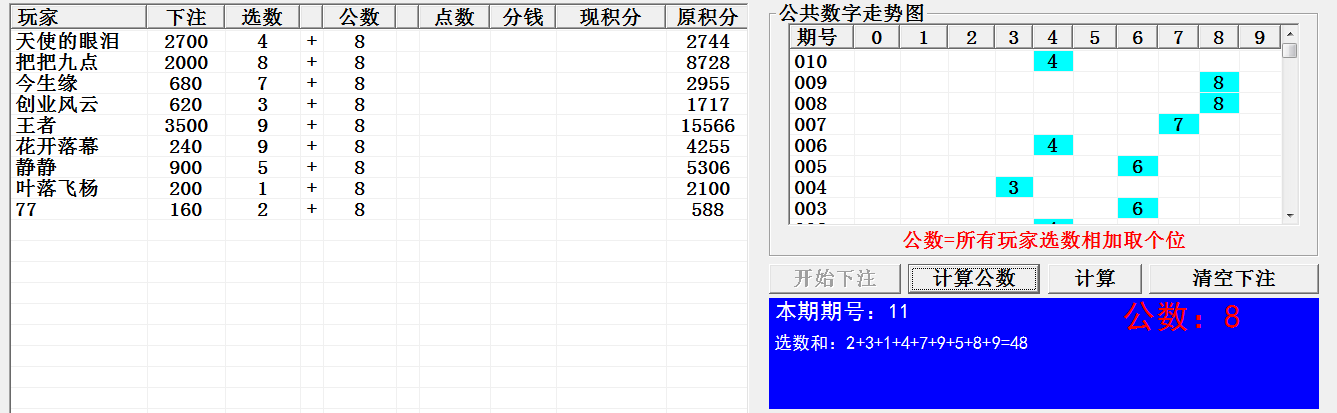 玩家 下注 选数 公数 点数 分钱 现积分 原积分
天使的眼泪 2700 4 + 8 2744
把把九点 2000 8 + 8 8728
今生缘 680 7 + 8 2955
创业风云 620 3 + 8 1717
王者 3500 9 + 8 15566
花开落幕 240 9 + 8 4255
静静 900 5 + 8 5306
叶落飞杨 200 1 + 8 2100
77 160 2 + 8 588
公共数字走势图
期号 0 1 2 3 4 5 6 7 8 9
010 4
009 8
008 8
007 7
006 4
005 6
004 3
003 6
公数=所有玩家选数相加取个位
开始下注 计算公数 计算 清空下注
本期期号：11 公数：8
选数和：2+3+1+4+7+9+5+8+9=48